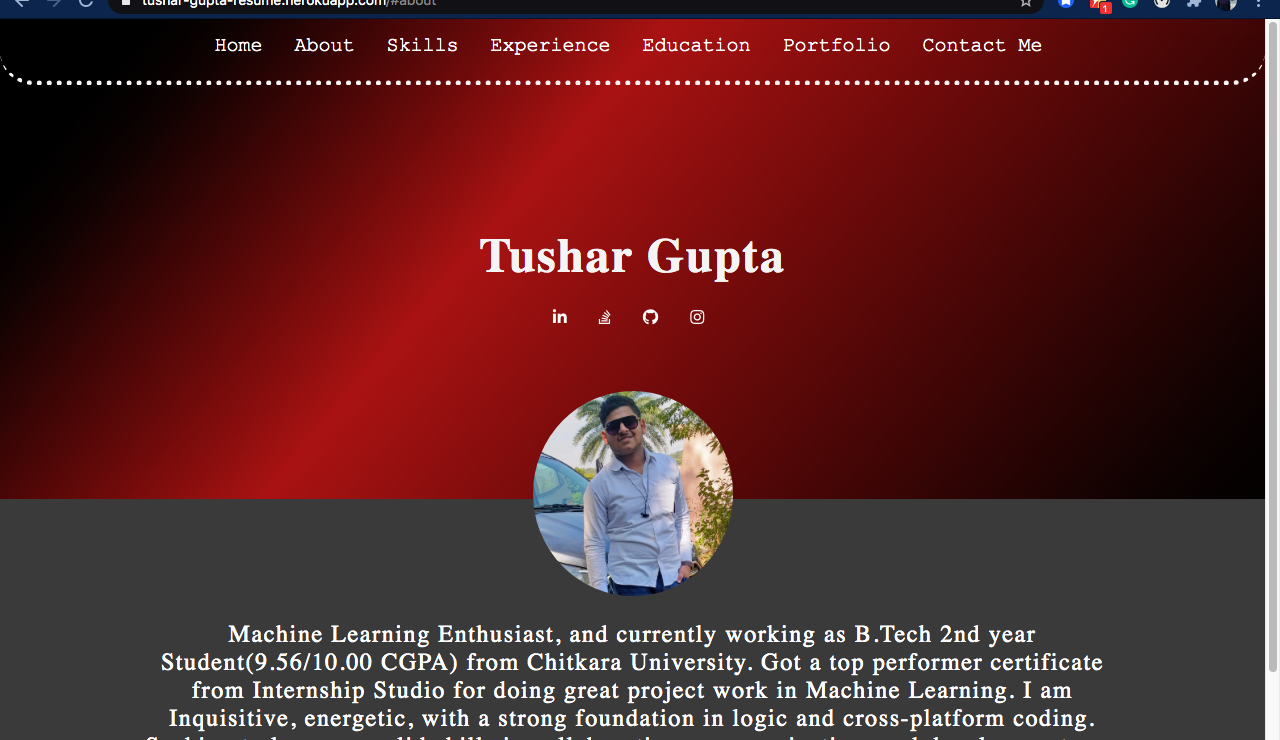 tushar-gupta-resume.herokuapp.com/#about
1
Home About Skills Experience Education Portfolio Contact Me
Tushar Gupta
in
Machine Learning Enthusiast, and currently working as B.Tech 2nd year
Student(9.56/10.00 CGPA) from Chitkara University. Got a top performer certificate
from Internship Studio for doing great project work in Machine Learning. I am
Inquisitive, energetic, with a strong foundation in logic and cross-platform coding.